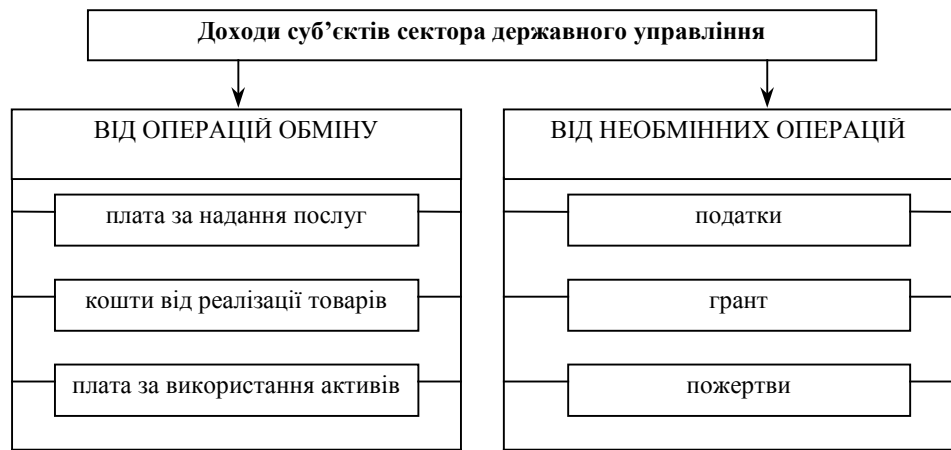 Доходи суб’єктів сектора державного управління
ВІД ОПЕРАЦІЙ ОБМІНУ
плата за надання послуг
кошти від реалізації товарів
плата за використання активів
ВІД НЕОБМІННИХ ОПЕРАЦІЙ
податки
грант
пожертви